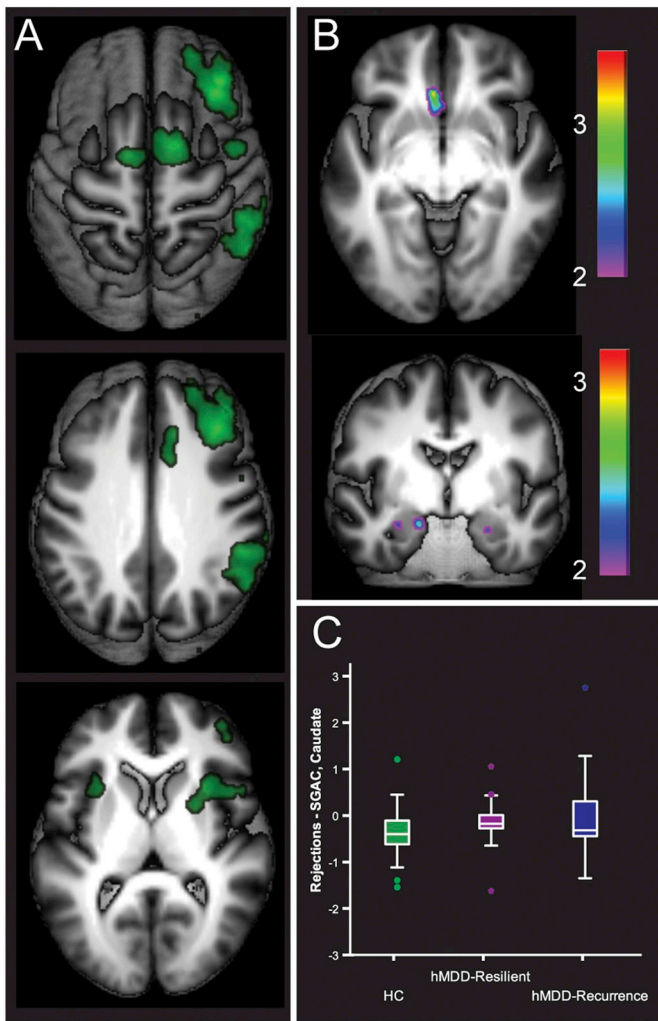 A
B
3
2
3
2
C
Rejections - SGAC, Caudate
3
2
1
0
-1
-2
-3
HC
hMDD-Resilient
hMDD-Recurrence